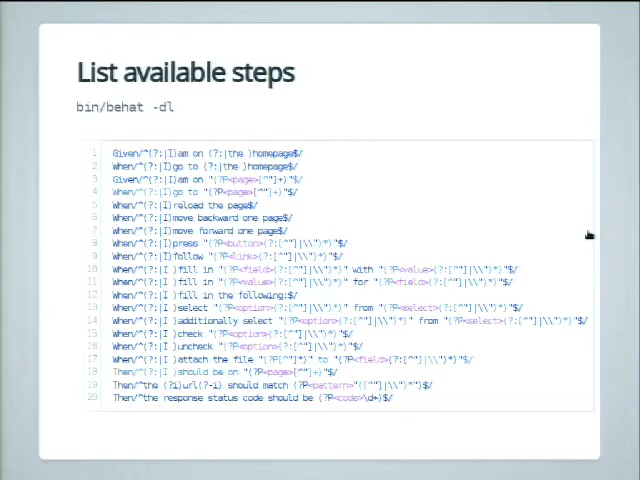 List available steps
bin/behat -dl
1 Given/^(?:|I)am on (?:|the )homepage$/
2 When/^(?:|I)go to (?:|the )homepage$/
3 Given/^(?:|I)am on "(?P<page>[^"]+)"$/
4 When/^(?:|I)go to "(?P<page>[^"]+)"$/
5 When/^(?:|I)reload the page$/
6 When/^(?:|I)move backward one page$/
7 When/^(?:|I)move forward one page$/
8 When/^(?:|I)press "(?P<button>(?:[^"]|\\")*)"$/
9 When/^(?:|I)follow "(?P<link>(?:[^"]|\\")*)"$/
10 When/^(?:|I )fill in "(?P<field>(?:[^"]|\\")*)" with "(?P<value>(?:[^"]|\\")*)"$/
11 When/^(?:|I )fill in "(?P<value>(?:[^"]|\\")*)" for "(?P<field>(?:[^"]|\\")*)"$/
12 When/^(?:|I )fill in the following:$/
13 When/^(?:|I )select "(?P<option>(?:[^"]|\\")*)" from "(?P<select>(?:[^"]|\\")*)"$/
14 When/^(?:|I )additionally select "(?P<option>(?:[^"]|\\")*)" from "(?P<select>(?:[^"]|\\")*)"$/
15 When/^(?:|I )check "(?P<option>(?:[^"]|\\")*)"$/
16 When/^(?:|I )uncheck "(?P<option>(?:[^"]|\\")*)"$/
17 When/^(?:|I )attach the file "(?P[^"]*)" to "(?P<field>(?:[^"]|\\")*)"$/
18 Then/^(?:|I )should be on "(?P<page>[^"]+)"$/
19 Then/^the (?i)url(?-i) should match (?P<pattern>"([^"]|\\")*")$/
20 Then/^the response status code should be (?P<code>\d+)$/